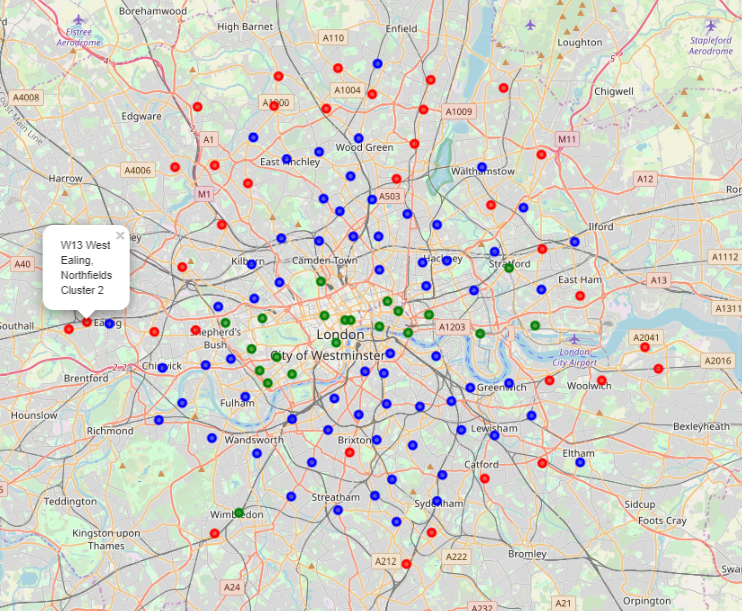 Borehamwood
High Barnet
Enfield
Loughton
Elstree
Aerodrome
Stapleford
Aerodrome
A110
A4008
A1000
A1004
A1009
Chigwell
Edgware
A1
M11
Wood Green
Harrow
A4006
East Finchley
Walthamstow
A12
M1
A503
W13 West
Ealing,
Northfields
Cluster 2
×
Ilford
A40
Kilburn
Camden Town
Hackney
Stratford
East Ham
A1112
A13
A1311
Southall
Ealing
Shepherd's
Bush
London
A1203
City of Westminster
London
City Airport
A2041
A2016
Chiswick
Brentford
Greenwich
Woolwich
Fulham
Hounslow
Richmond
Wandsworth
Brixton
Lewisham
Bexleyheath
Catford
Eltham
Teddington
Streatham
Sydenham
Wimbledon
Sidcup
Foots Cray
Kingston upon
Thames
A212
A222
Bromley
A24
A232
A21
Orpington